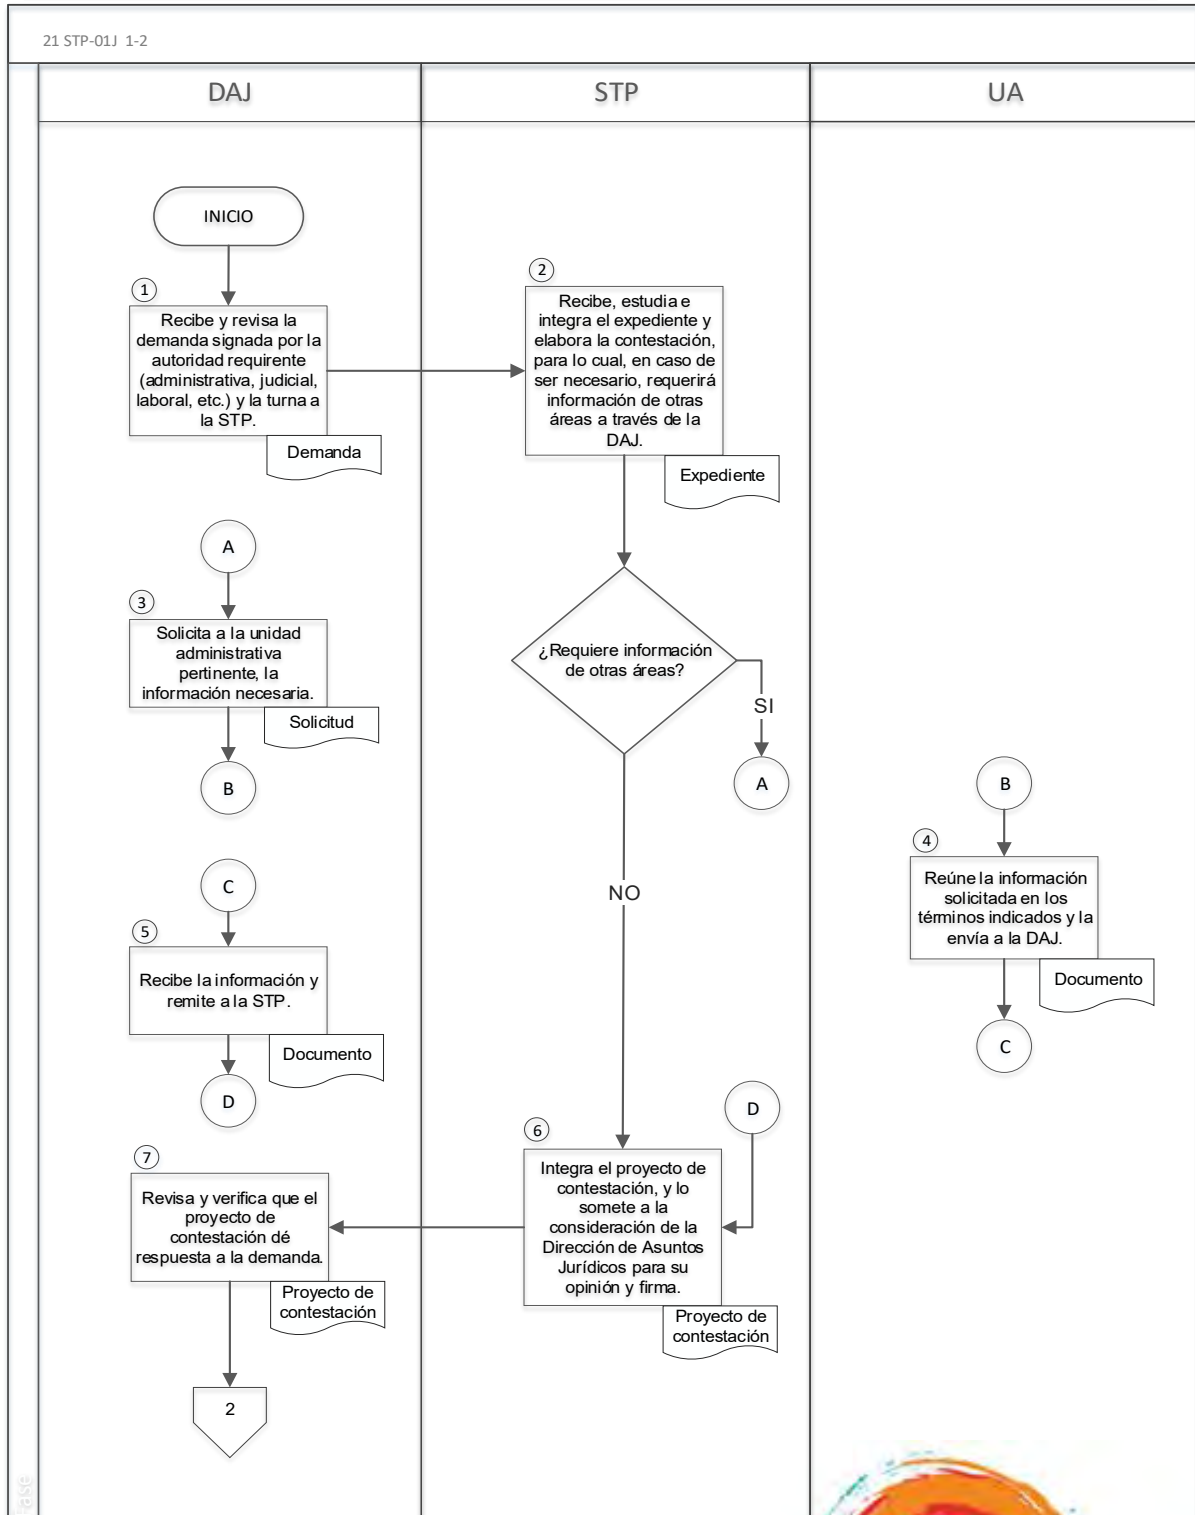 21 STP-01J 1-2
DAJ
STP
UA
INICIO
1
Recibe y revisa la
demanda signada por la
autoridad requirente
(administrativa, judicial,
laboral, etc.) y la turna a
la STP.
Demanda
2
Recibe, estudia e
integra el expediente y
elabora la contestación,
para lo cual, en caso de
ser necesario, requerirá
información de otras
áreas a través de la
DAJ.
Expediente
A
3
Solicita a la unidad
administrativa
pertinente, la
información necesaria.
Solicitud
B
¿Requiere información
de otras áreas?
SI
A
NO
B
4
Reúne la información
solicitada en los
términos indicados y la
envía a la DAJ.
Documento
C
C
5
Recibe la información y
remite a la STP.
Documento
D
D
6
Integra el proyecto de
contestación, y lo
somete a la
consideración de la
Dirección de Asuntos
Jurídicos para su
opinión y firma.
Proyecto de
contestación
7
Revisa y verifica que el
proyecto de
contestación dé
respuesta a la demanda.
Proyecto de
contestación
2
Fase